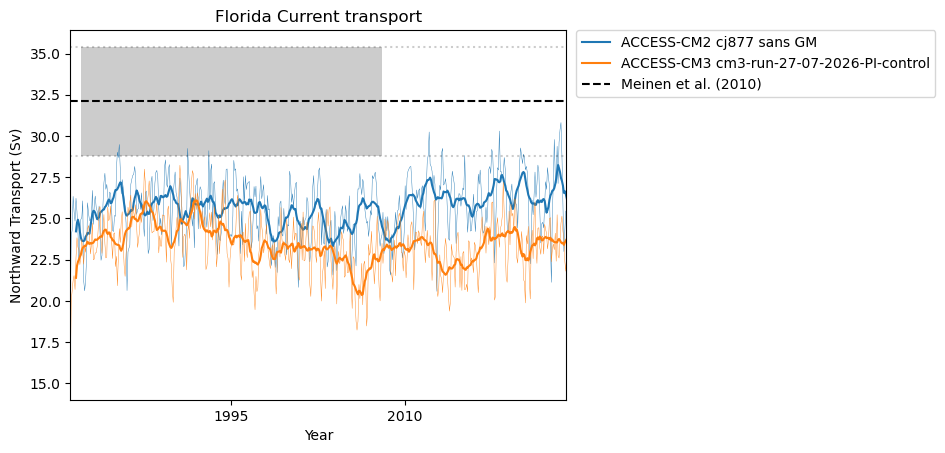 Florida Current transport
ACCESS-CM2 cj877 sans GM
ACCESS-CM3 cm3-run-27-07-2026-PI-control
Meinen et al. (2010)
Northward Transport (Sv)
35.0
32.5
30.0
27.5
25.0
22.5
20.0
17.5
15.0
1995
2010
Year